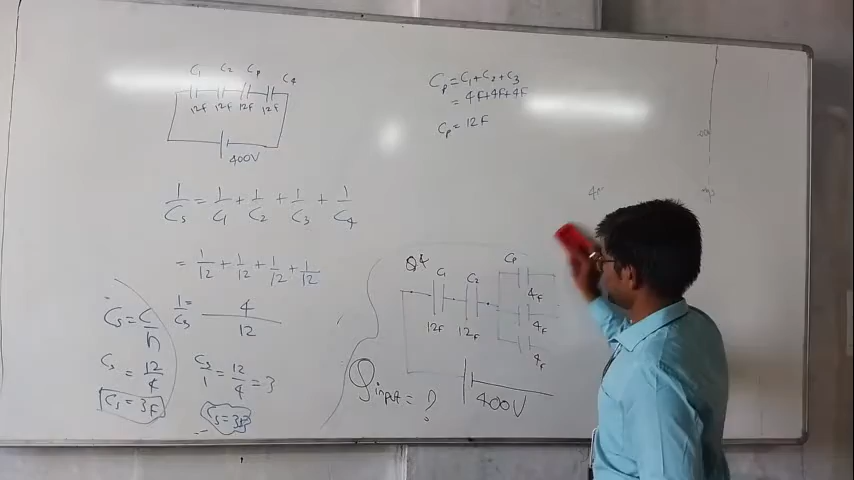 C₁ C₂ Cₚ C₄
12F 12F 12F 12F
400V
1/Cₛ = 1/C₁ + 1/C₂ + 1/C₃ + 1/C₄
= 1/12 + 1/12 + 1/12 + 1/12
1/Cₛ = 4/12
Cₛ/1 = 12/4 = 3
Cₛ = 3F
Cₛ = C/n
Cₛ = 12/4
Cₛ = 3F
Cₚ = C₁ + C₂ + C₃
= 4F + 4F + 4F
Cₚ = 12F
C₁ C₂ Cₚ
12F 12F
4F
4F
4F
400V
Q input = ?